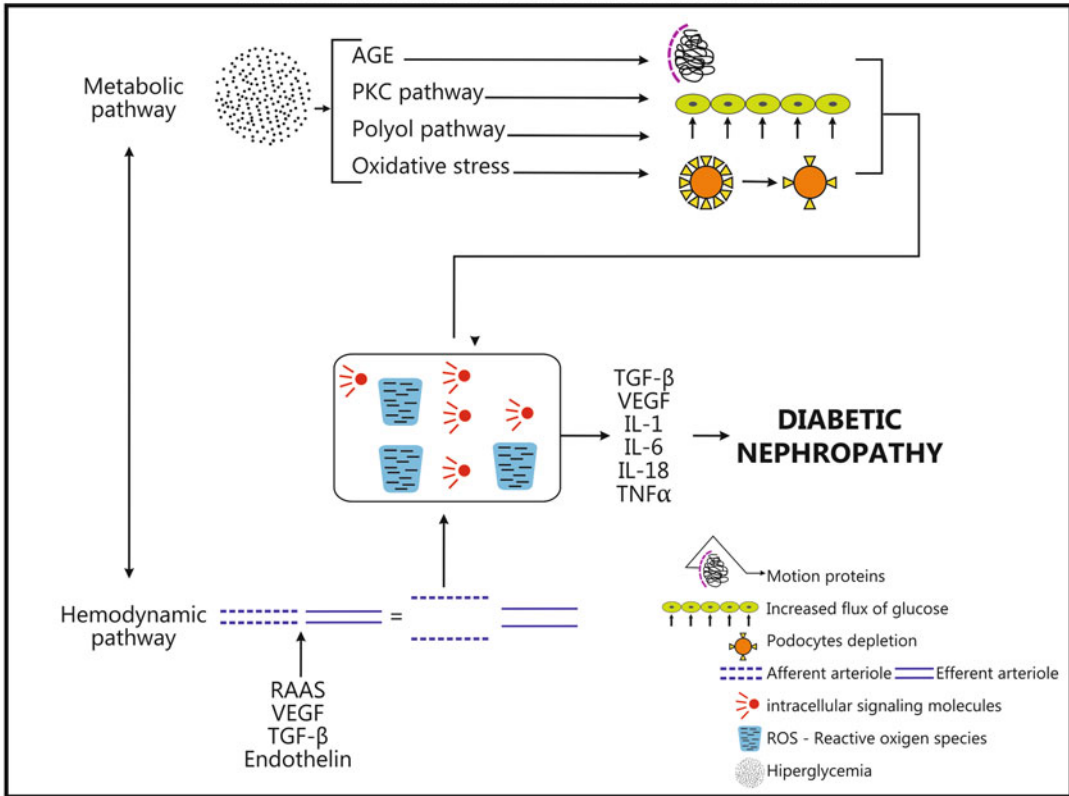 Metabolic
pathway
AGE
PKC pathway
Polyol pathway
Oxidative stress
TGF-β
VEGF
IL-1
IL-6
IL-18
TNFα
DIABETIC
NEPHROPATHY
Hemodynamic
pathway
=
RAAS
VEGF
TGF-β
Endothelin
Motion proteins
Increased flux of glucose
Podocytes depletion
Afferent arteriole
Efferent arteriole
intracellular signaling molecules
ROS - Reactive oxigen species
Hiperglycemia